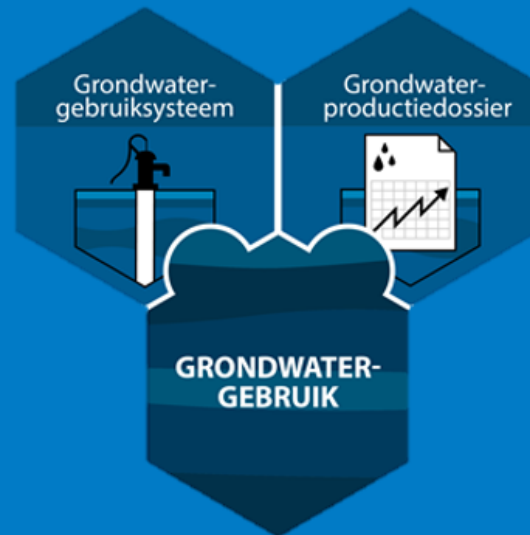 Grondwater-
gebruiksysteem
Grondwater-
productiedossier
GRONDWATER-
GEBRUIK